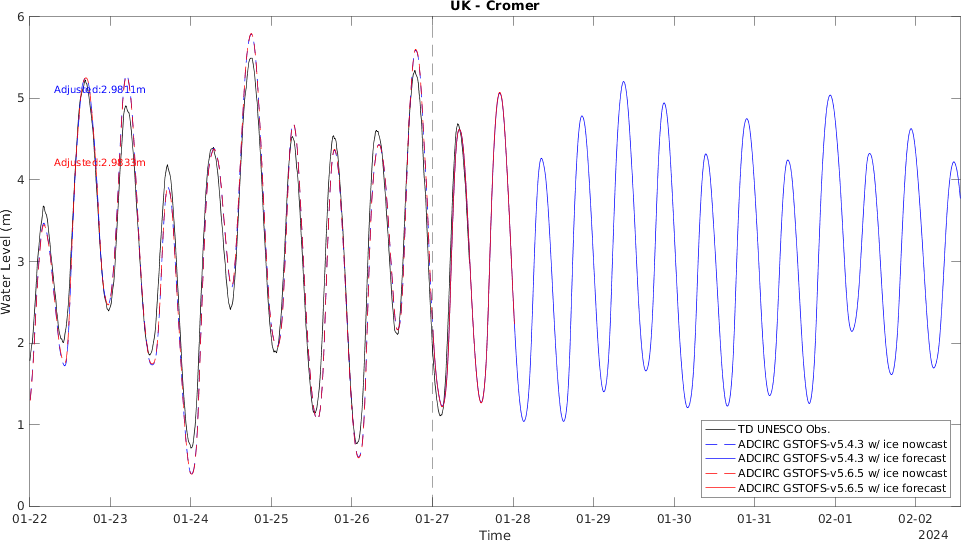 UK - Cromer
6
5
4
3
2
1
0
Water Level (m)
Adjusted:2.9811m
Adjusted:2.9833m
TD UNESCO Obs.
ADCIRC GSTOFS-v5.4.3 w/ ice nowcast
ADCIRC GSTOFS-v5.4.3 w/ ice forecast
ADCIRC GSTOFS-v5.6.5 w/ ice nowcast
ADCIRC GSTOFS-v5.6.5 w/ ice forecast
01-22 01-23 01-24 01-25 01-26 01-27 01-28 01-29 01-30 01-31 02-01 02-02
Time
2024